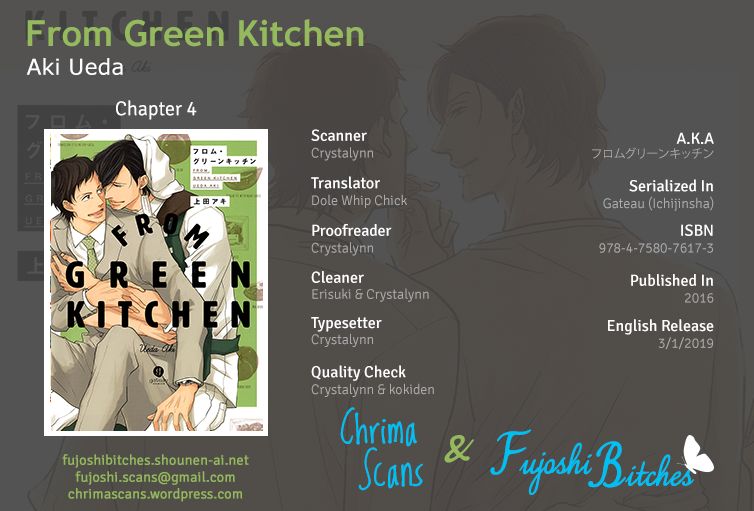 From Green Kitchen
Aki Ueda
Chapter 4
フロム・
グリーンキッチン
FROM
GREEN KITCHEN
UEDA AKI
上田アキ
FROM
GREEN
KITCHEN
Ueda Aki
gateau
fujoshibitches.shounen-ai.net
fujoshi.scans@gmail.com
chrimascans.wordpress.com
Scanner
Crystalynn
Translator
Dole Whip Chick
Proofreader
Crystalynn
Cleaner
Erisuki & Crystalynn
Typesetter
Crystalynn
Quality Check
Crystalynn & kokiden
A.K.A
フロムグリーンキッチン
Serialized In
Gateau (Ichijinsha)
ISBN
978-4-7580-7617-3
Published In
2016
English Release
3/1/2019
Chrima
Scans
&
Fujoshi Bitches